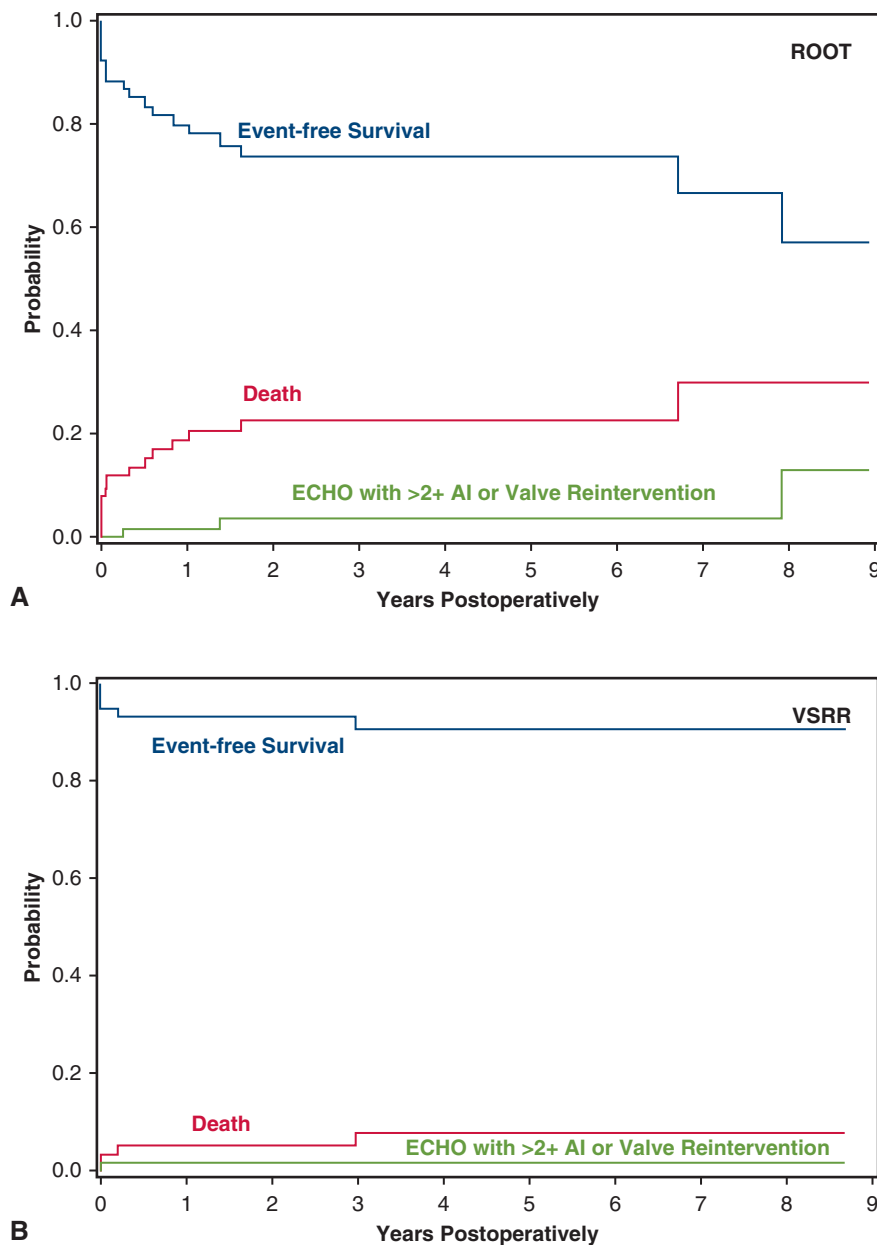 1.0
0.8
0.6
0.4
0.2
0.0
Probability
ROOT
Event-free Survival
Death
ECHO with >2+ AI or Valve Reintervention
0 1 2 3 4 5 6 7 8 9
Years Postoperatively
A
1.0
0.8
0.6
0.4
0.2
0.0
Probability
VSRR
Event-free Survival
Death
ECHO with >2+ AI or Valve Reintervention
0 1 2 3 4 5 6 7 8 9
Years Postoperatively
B